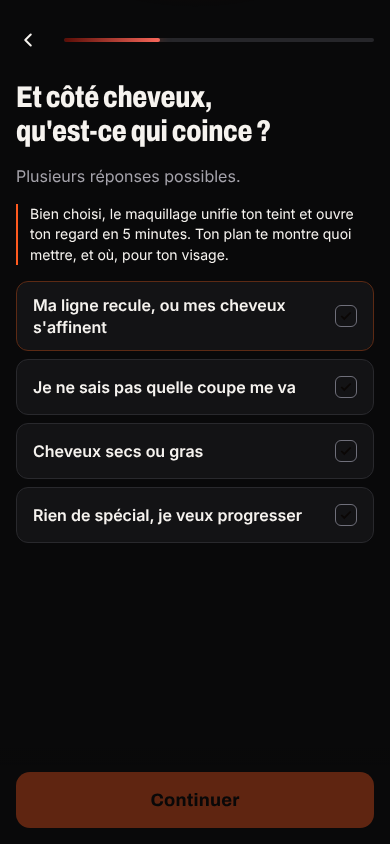 Et côté cheveux,
qu'est-ce qui coince ?
Plusieurs réponses possibles.
Bien choisi, le maquillage unifie ton teint et ouvre
ton regard en 5 minutes. Ton plan te montre quoi
mettre, et où, pour ton visage.
Ma ligne recule, ou mes cheveux
s'affinent
Je ne sais pas quelle coupe me va
Cheveux secs ou gras
Rien de spécial, je veux progresser
Continuer